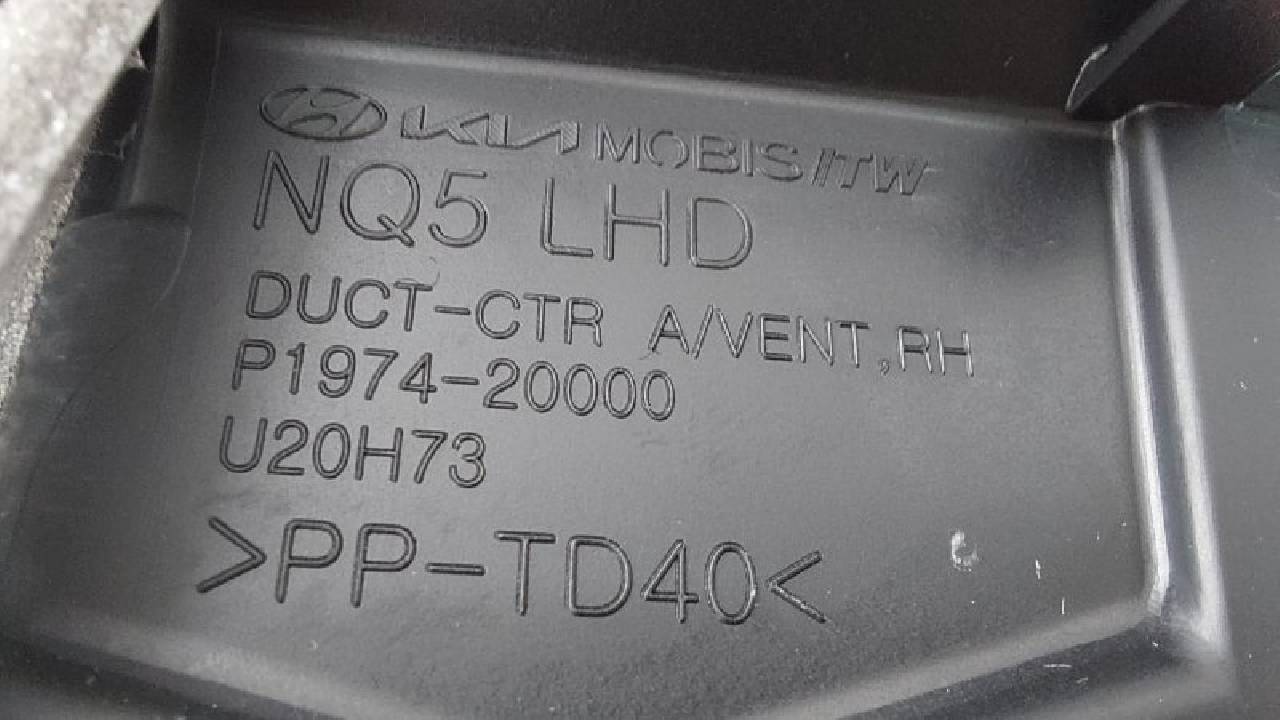 KIA MOBIS ITW
NQ5 LHD
DUCT-CTR A/VENT,RH
P1974-20000
U20H73
>PP-TD40<